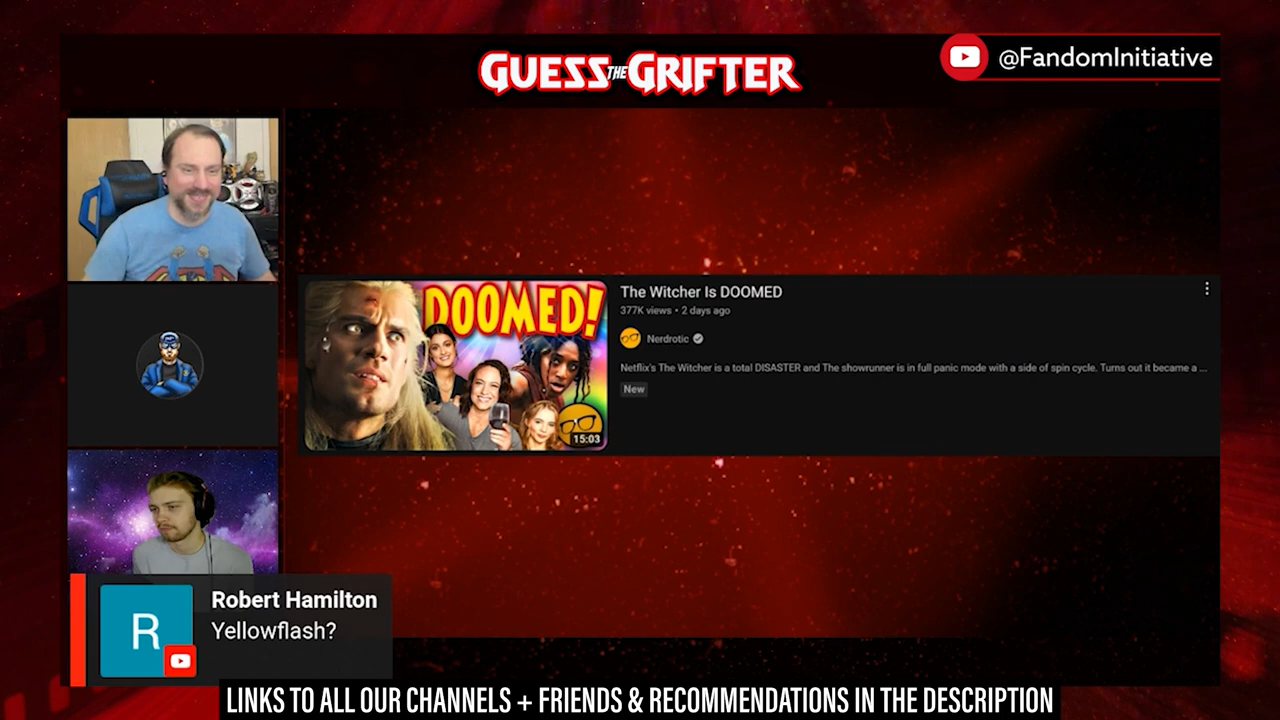 GUESS THE GRIFTER
@FandomInitiative
DOOMED!
15:03
The Witcher Is DOOMED
377K views • 2 days ago
Nerdrotic
Netflix's The Witcher is a total DISASTER and The showrunner is in full panic mode with a side of spin cycle. Turns out it became a ...
New
R
Robert Hamilton
Yellowflash?
LINKS TO ALL OUR CHANNELS + FRIENDS & RECOMMENDATIONS IN THE DESCRIPTION